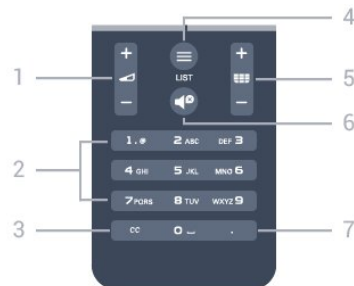 4
+ +
1 5
LIST
− −
6
1.@ 2 ABC DEF 3
2
4 GHI 5 JKL MNO 6
7PQRS 8 TUV WXYZ 9
3 cc 0 ⎵ . 7